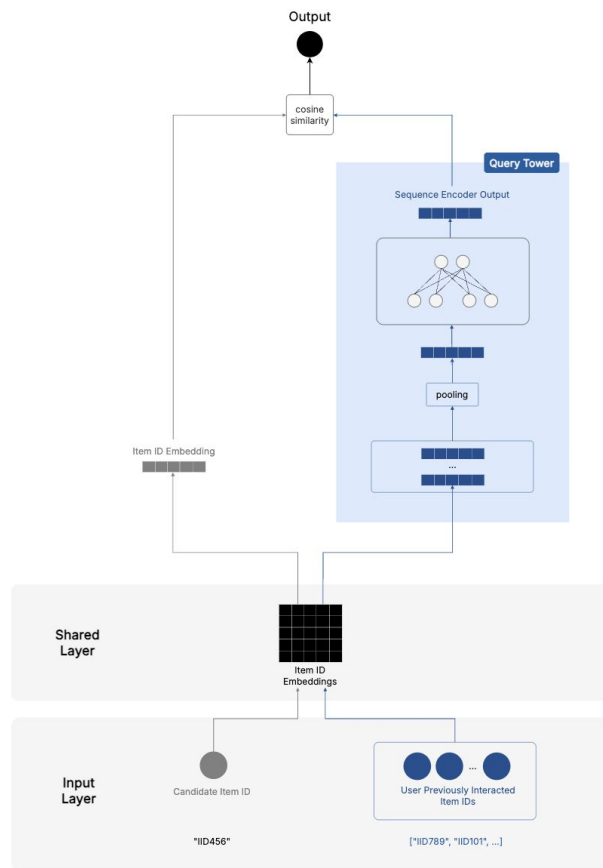 Output
cosine
similarity
Query Tower
Sequence Encoder Output
pooling
...
Item ID Embedding
Shared
Layer
Item ID
Embeddings
Input
Layer
...
Candidate Item ID
User Previously Interacted
Item IDs
"IID456"
["IID789", "IID101", ...]